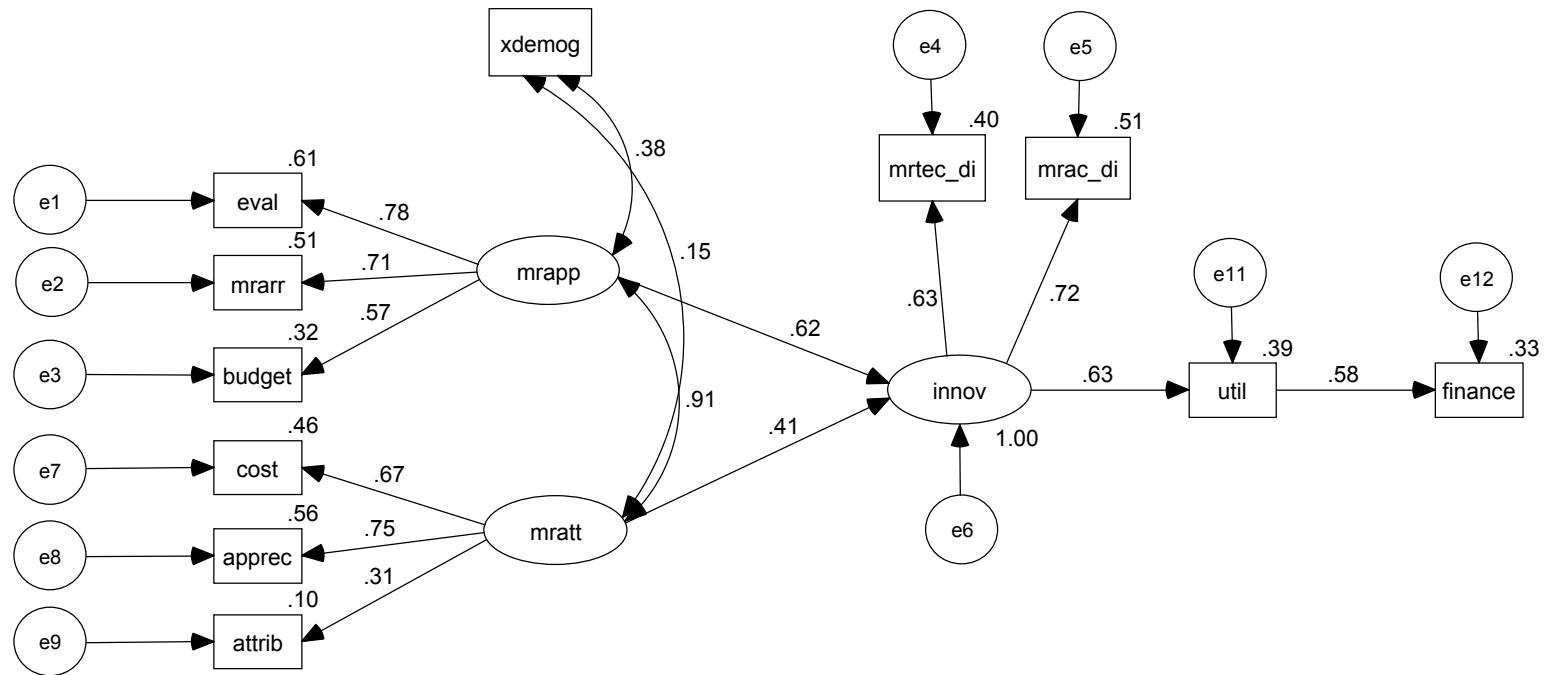 xdemog
e4
e5
.40
.51
mrtec_di
mrac_di
.38
.61
e1
eval
.78
.51
e2
mrarr
.71
mrapp
.15
.57
.32
e3
budget
.62
.63
.72
e11
e12
.39
.33
innov
.63
util
.58
finance
.91
.41
1.00
.46
e7
cost
.67
.56
e8
apprec
.75
mratt
e6
.31
.10
e9
attrib